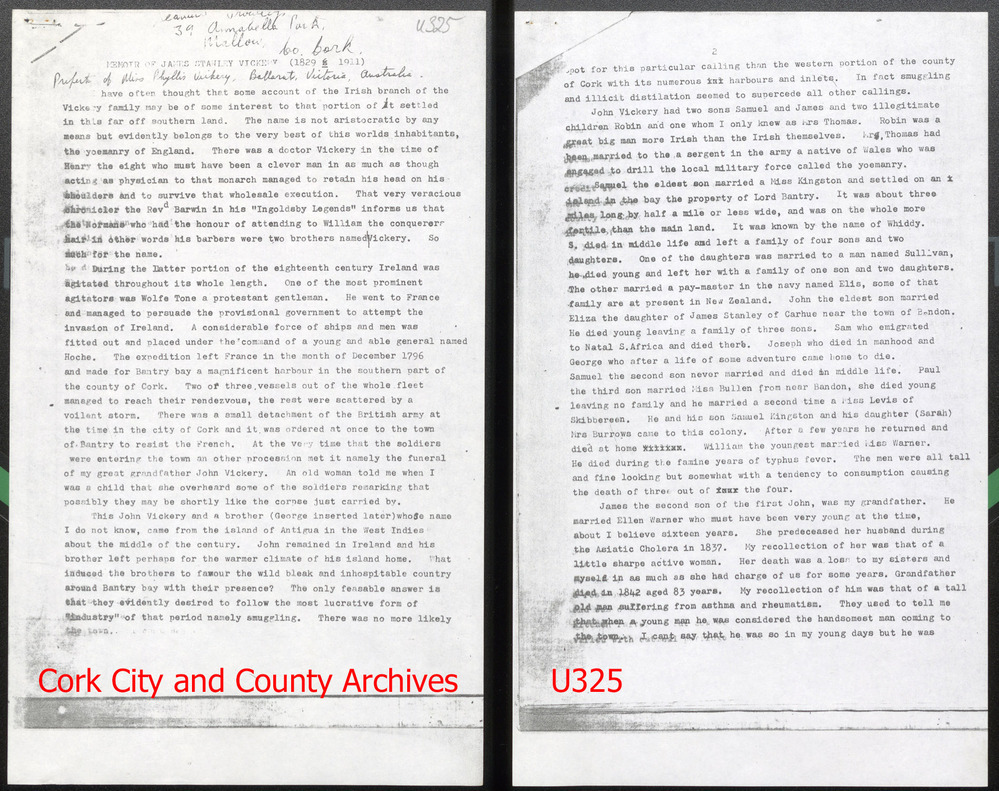 39 Annabella Park,
Mallow, Co. Cork.
U325
MEMOIR OF JAMES STANLEY VICKERY (1829 & 1911)
of Miss Phyllis Vickery, Ballarat, Victoria, Australia.
have often thought that some account of the Irish branch of the
Vickery family may be of some interest to that portion of it settled
in this far off southern land. The name is not aristocratic by any
means but evidently belongs to the very best of this worlds inhabitants,
the yoemanry of England. There was a doctor Vickery in the time of
Henry the eight who must have been a clever man in as much as though
acting as physician to that monarch managed to retain his head on his
shoulders and to survive that wholesale execution. That very veracious
chronicler the Revd Barwin in his "Ingoldsby Legends" informs us that
the Normans who had the honour of attending to William the conquererr
hair in other words his barbers were two brothers named Vickery. So
much for the name.
During the Latter portion of the eighteenth century Ireland was
agitated throughout its whole length. One of the most prominent
agitators was Wolfe Tone a protestant gentleman. He went to France
and managed to persuade the provisional government to attempt the
invasion of Ireland. A considerable force of ships and men was
fitted out and placed under the command of a young and able general named
Hoche. The expedition left France in the month of December 1796
and made for Bantry bay a magnificent harbour in the southern part of
the county of Cork. Two of three vessels out of the whole fleet
managed to reach their rendezvous, the rest were scattered by a
voilent storm. There was a small detachment of the British army at
the time in the city of Cork and it was ordered at once to the town
of Bantry to resist the French. At the very time that the soldiers
were entering the town an other procession met it namely the funeral
of my great grandfather John Vickery. An old woman told me when I
was s child that she overheard some of the soldiers remarking that
possibly they may be shortly like the corpse just carried by.
This John Vickery and a brother (George inserted later)whose name
I do not know, came from the island of Antigua in the West Indies
about the middle of the century. John remained in Ireland and his
brother left perhaps for the warmer climate of his island home. What
induced the brothers to favour the wild bleak and inhospitable country
around Bantry bay with their presence? The only feasable answer is
that they evidently desired to follow the most lucrative form of
"industry" of that period namely smuggling. There was no more likely
the town.
Cork City and County Archives
2
spot for this particular calling than the western portion of the county
of Cork with its numerous harbours and inlets. In fact smuggling
and illicit distilation seemed to supercede all other callings.
John Vickery had two sons Samuel and James and two illegitimate
children Robin and one whom I only knew as Mrs Thomas. Robin was a
great big man more Irish than the Irish themselves. Mrs, Thomas had
been married to the a sergent in the army a native of Wales who was
engaged to drill the local military force called the yoemanry.
Samuel the eldest son married a Miss Kingston and settled on an x
island in the bay the property of Lord Bantry. It was about three
miles long by half a mile or less wide, and was on the whole more
fertile than the main land. It was known by the name of Whiddy.
S, died in middle life and left a family of four sons and two
daughters. One of the daughters was married to a man named Sullivan,
he died young and left her with a family of one son and two daughters.
The other married a pay-master in the navy named Elis, some of that
family are at present in New Zealand. John the eldest son married
Eliza the daughter of James Stanley of Carhue near the town of Bandon.
He died young leaving a family of three sons. Sam who emigrated
to Natal S.Africa and died there. Joseph who died in manhood and
George who after a life of some adventure came home to die.
Samuel the second son never married and died in middle life. Paul
the third son married Miss Bullen from near Bandon, she died young
leaving no family and he married a second time a Miss Levis of
Skibbereen. He and his son Samuel Kingston and his daughter (Sarah)
Mrs Burrows came to this colony. After a few years he returned and
died at home xxxxxxx. William the youngest married Miss Warner.
He died during the famine years of typhus fever. The men were all tall
and fine looking but somewhat with a tendency to consumption causing
the death of three out of the four.
James the second son of the first John, was my grandfather. He
married Ellen Warner who must have been very young at the time,
about I believe sixteen years. She predeceased her husband during
the Asiatic Cholera in 1837. My recollection of her was that of a
little sharpe active woman. Her death was a loss to my sisters and
myself in as much as she had charge of us for some years. Grandfather
died in 1842 aged 83 years. My recollection of him was that of a tall
old man suffering from asthma and rheumatism. They used to tell me
that when a young man he was considered the handsomest man coming to
the town. I cant say that he was so in my young days but he was
U325